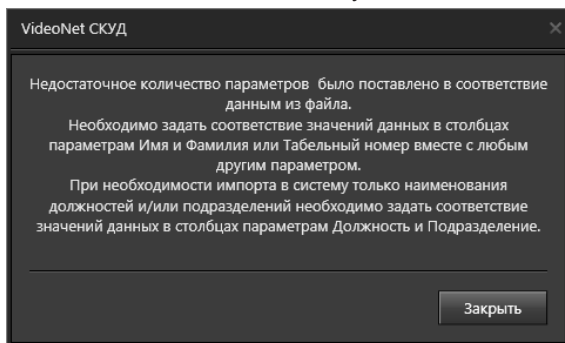 VideoNet СКУД
Недостаточное количество параметров было поставлено в соответствие
данным из файла.
Необходимо задать соответствие значений данных в столбцах
параметрам Имя и Фамилия или Табельный номер вместе с любым
другим параметром.
При необходимости импорта в систему только наименования
должностей и/или подразделений необходимо задать соответствие
значений данных в столбцах параметрам Должность и Подразделение.
Закрыть